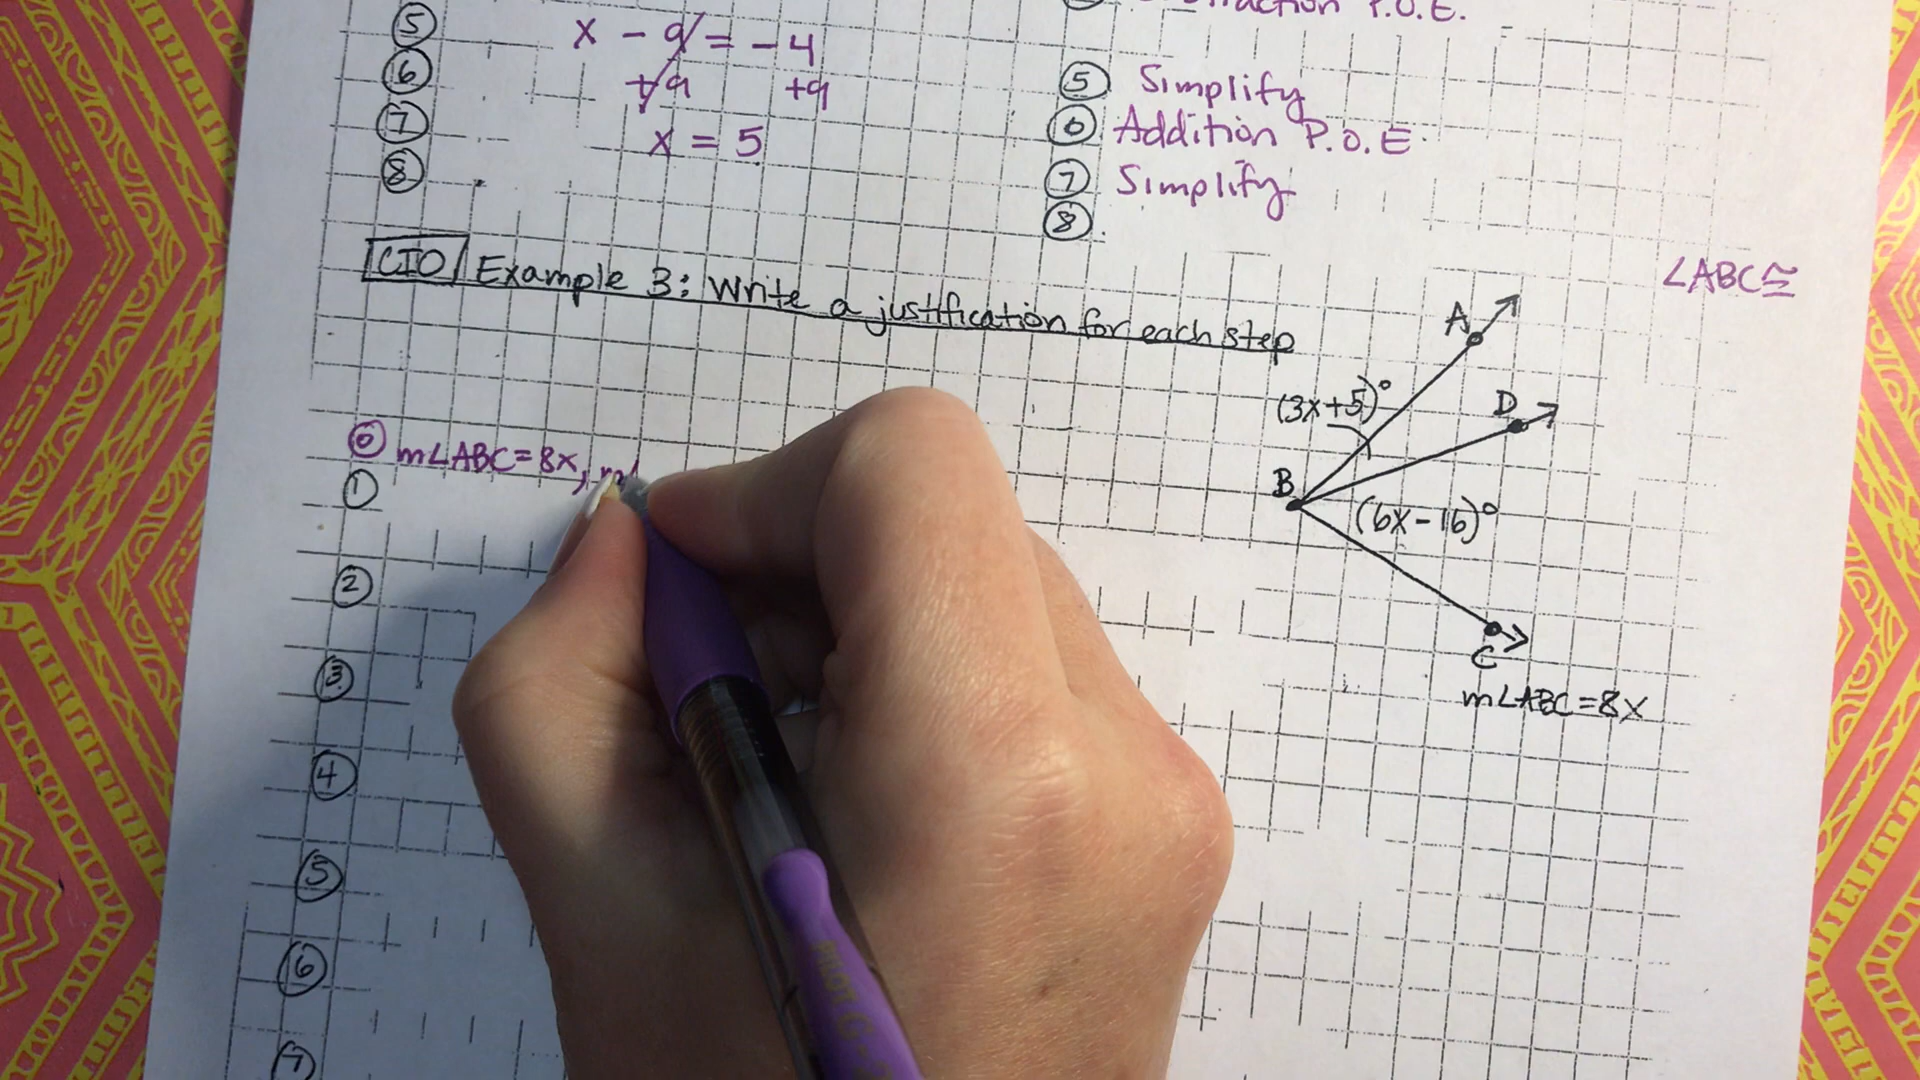 P.O.E.
⑤ x - 9 = -4
⑥ +9 +9
⑦ x = 5
⑧
⑤ Simplify
⑥ Addition P.O.E.
⑦ Simplify
⑧
CIO Example 3: Write a justification for each step
∠ABC≅
A
(3x+5)°
D
B
(6x-16)°
C
m∠ABC=8x
⓪ m∠ABC=8x, m∠
①
②
③
④
⑤
⑥
⑦
PILOT G-2